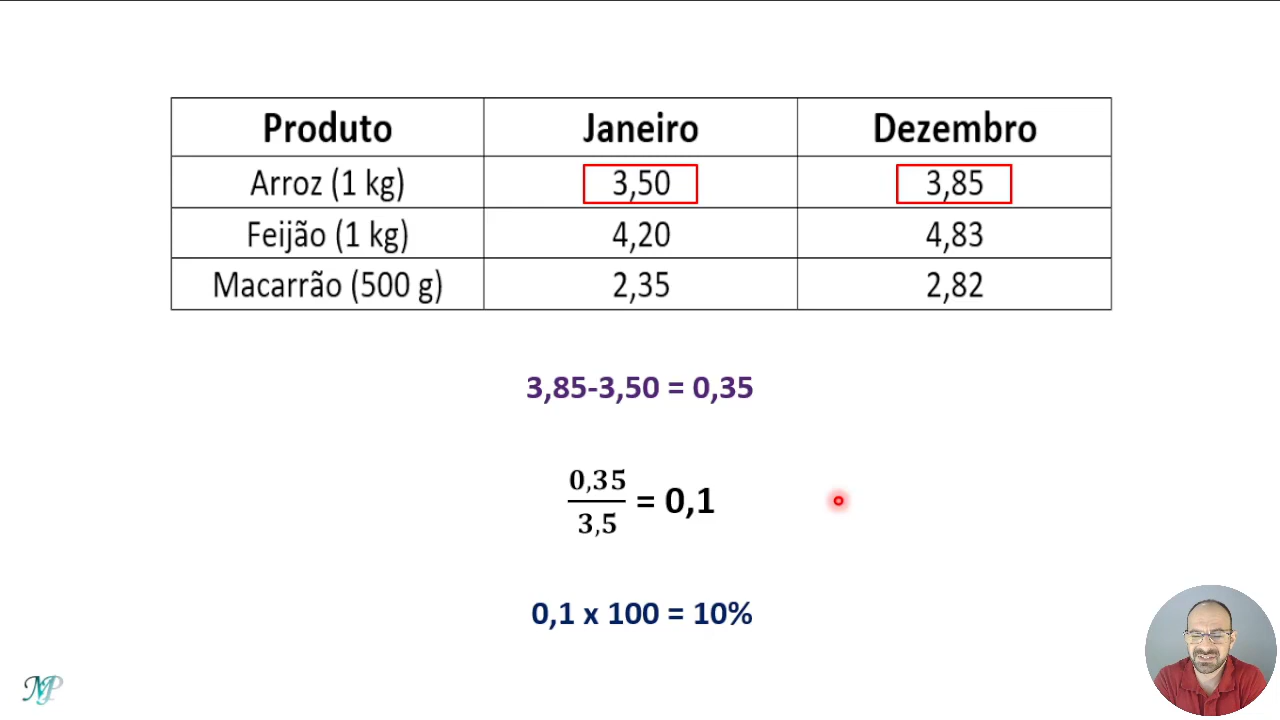 Produto Janeiro Dezembro
Arroz (1 kg) 3,50 3,85
Feijão (1 kg) 4,20 4,83
Macarrão (500 g) 2,35 2,82
3,85-3,50 = 0,35
0,35
3,5
= 0,1
0,1 x 100 = 10%
MP